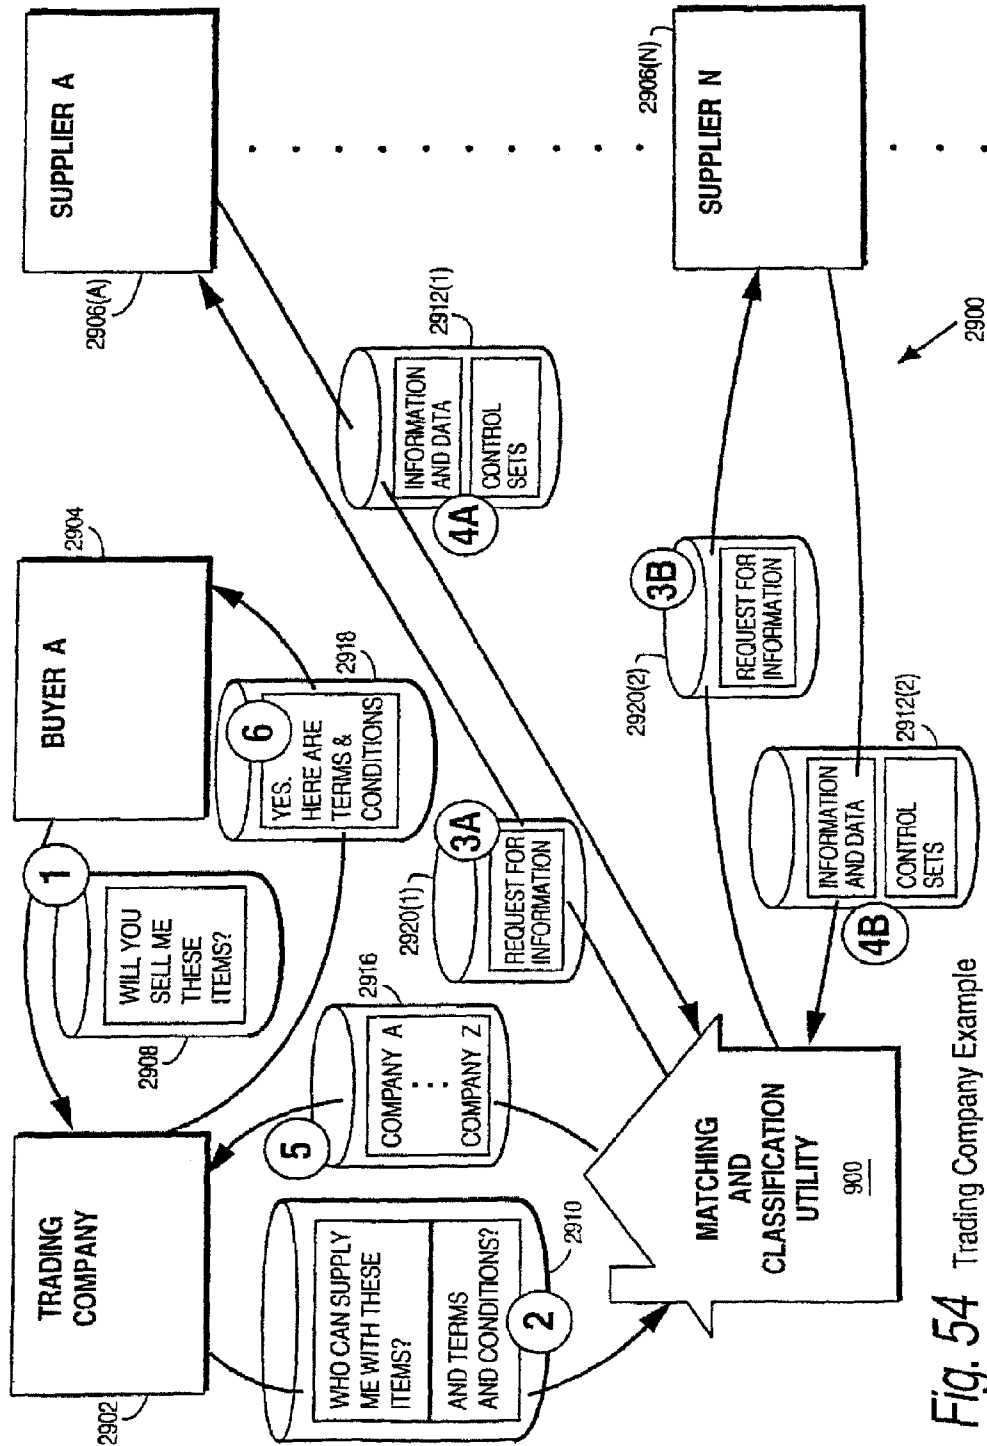 TRADING
COMPANY
2902
BUYER A
2904
SUPPLIER A
2906(A)
1
WILL YOU
SELL ME
THESE
ITEMS?
2908
6
YES.
HERE ARE
TERMS &
CONDITIONS
2918
2
WHO CAN SUPPLY
ME WITH THESE
ITEMS?
AND TERMS
AND CONDITIONS?
2910
5
COMPANY A
COMPANY Z
2916
3A
REQUEST FOR
INFORMATION
2920(1)
4A
INFORMATION
AND DATA
CONTROL
SETS
2912(1)
MATCHING
AND
CLASSIFICATION
UTILITY
900
3B
REQUEST FOR
INFORMATION
2920(2)
4B
INFORMATION
AND DATA
CONTROL
SETS
2912(2)
SUPPLIER N
2906(N)
2900
Fig. 54 Trading Company Example